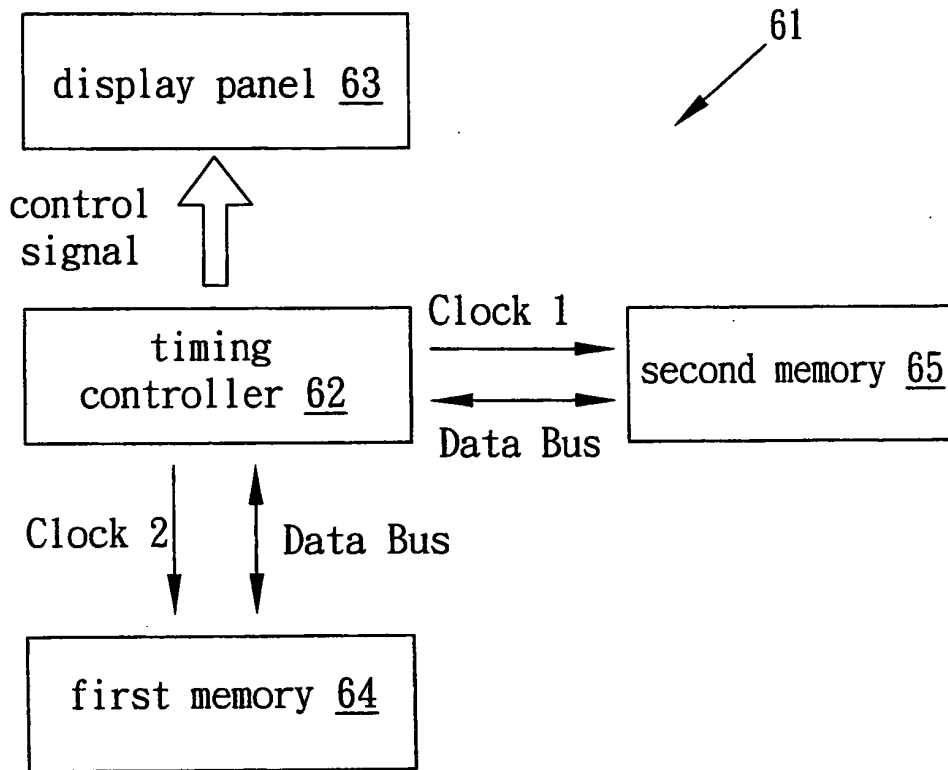 61
display panel 63
control
signal
Clock 1
timing
controller 62
second memory 65
Data Bus
Clock 2
Data Bus
first memory 64